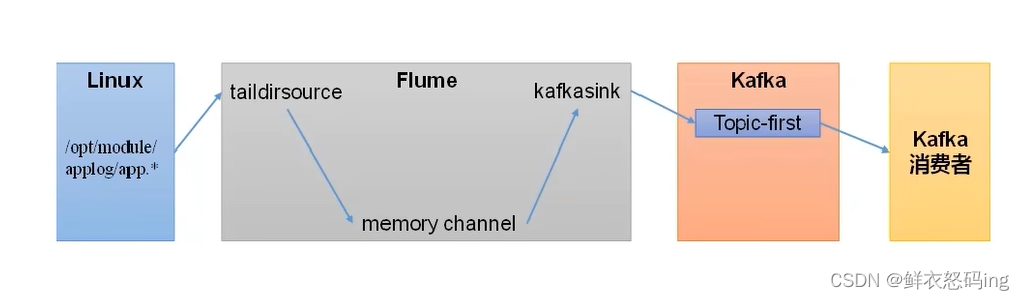 Linux
/opt/module/
applog/app.*
Flume
taildirsource
kafkasink
memory channel
Kafka
Topic-first
Kafka
消费者
CSDN @鲜衣怒码ing